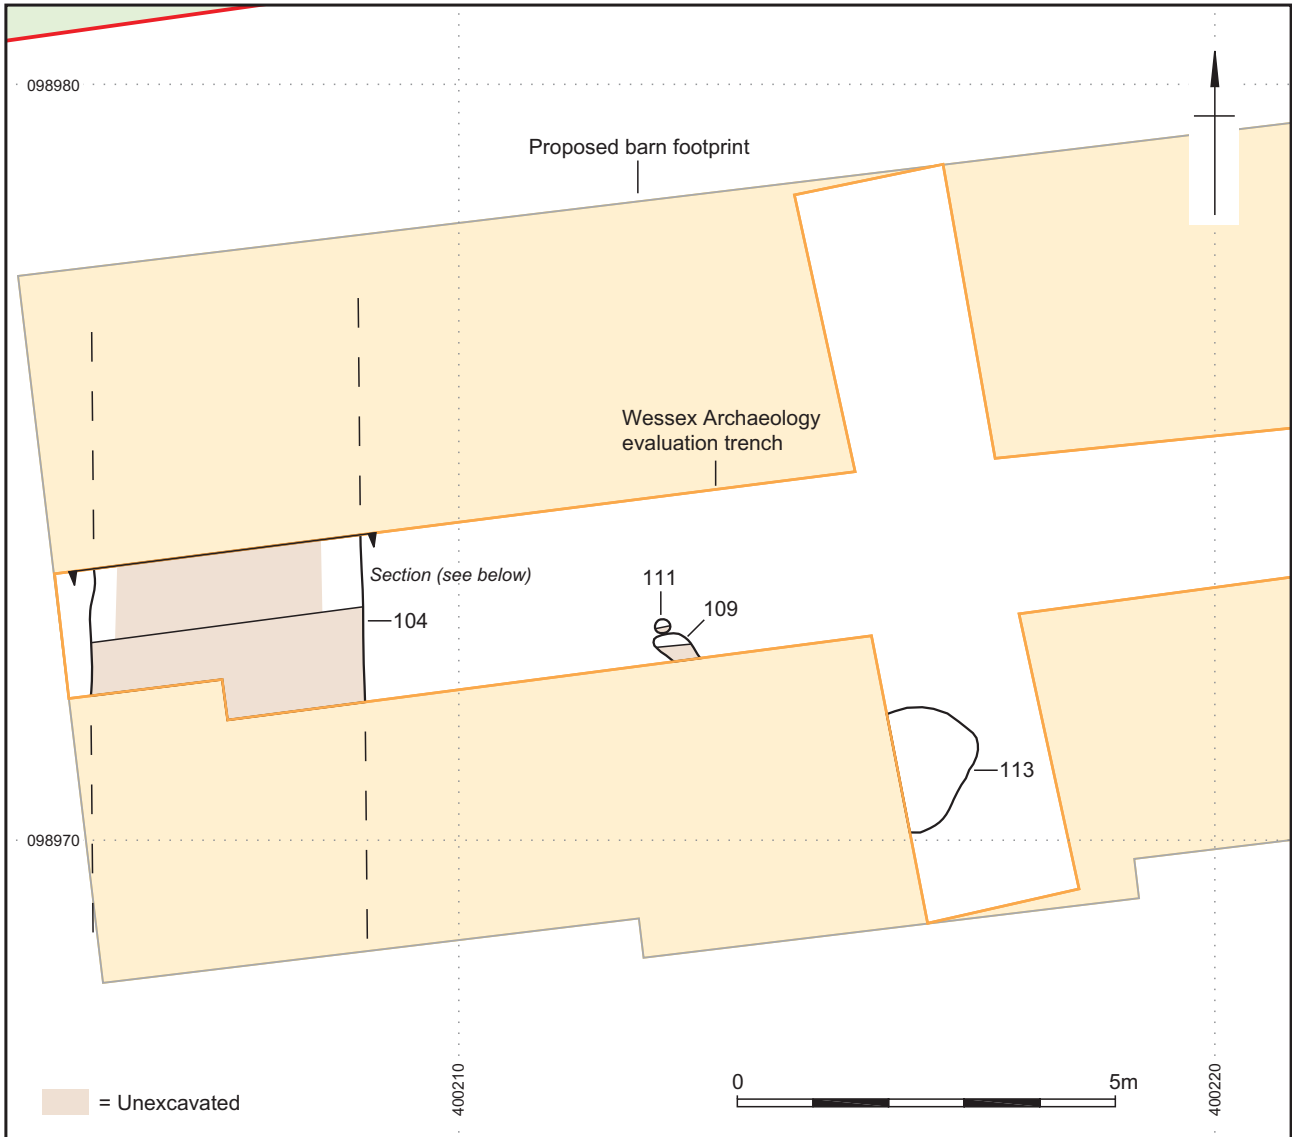 098980
Proposed barn footprint
Wessex Archaeology
evaluation trench
Section (see below)
111
109
104
113
098970
= Unexcavated
400210
0
5m
400220